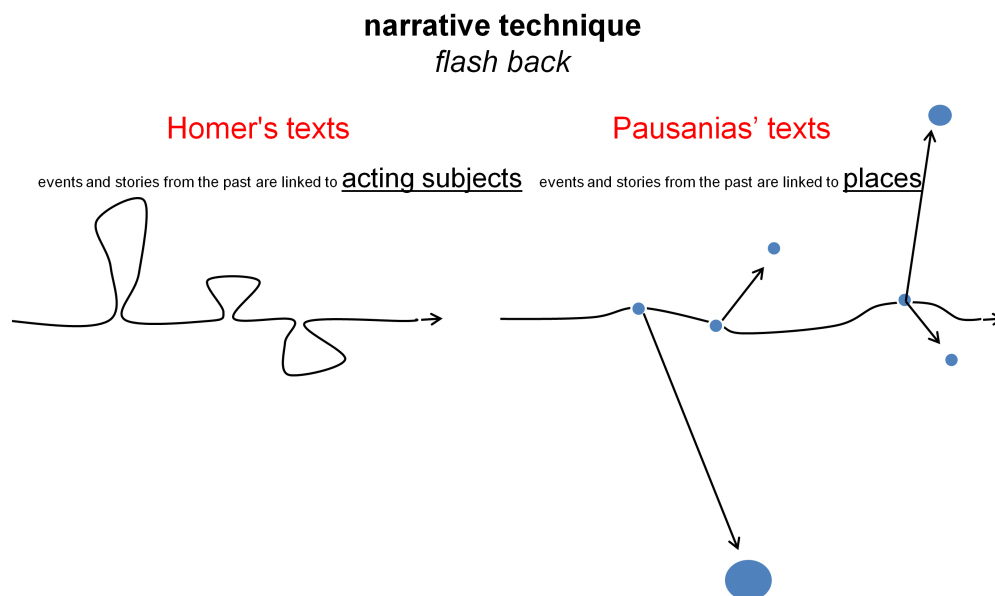 narrative technique
flash back
Homer's texts
events and stories from the past are linked to acting subjects
Pausanias’ texts
events and stories from the past are linked to places